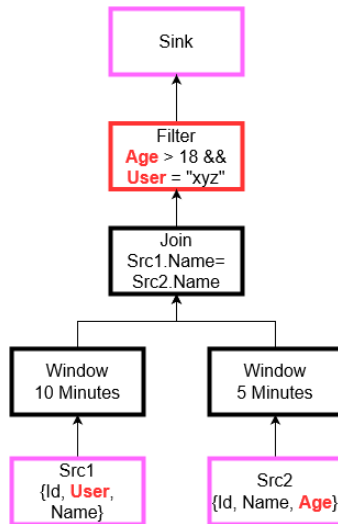 Sink
Filter
Age > 18 &&
User = "xyz"
Join
Src1.Name=
Src2.Name
Window
10 Minutes
Window
5 Minutes
Src1
{Id, User,
Name}
Src2
{Id, Name, Age}